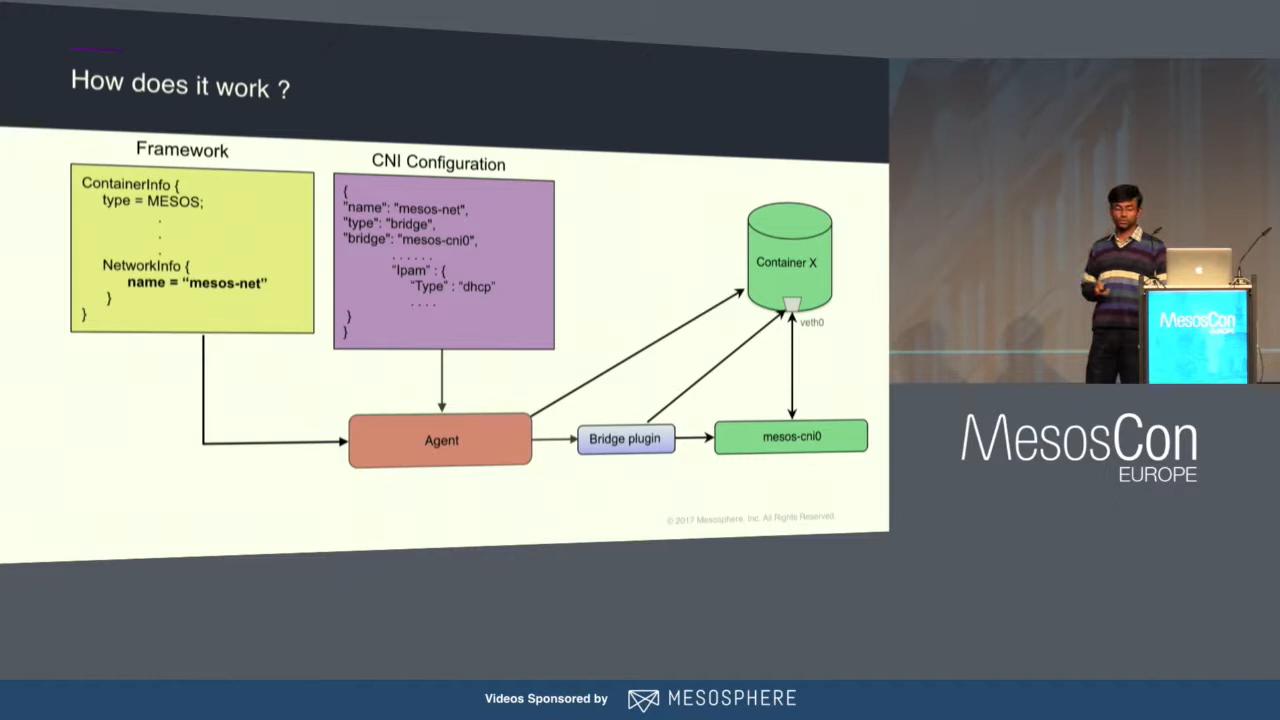 How does it work ?
Framework
ContainerInfo {
type = MESOS;
.
.
NetworkInfo {
name = “mesos-net”
}
}
CNI Configuration
{
"name": "mesos-net",
"type": "bridge",
"bridge": "mesos-cni0",
. . . . . .
“Ipam” : {
“Type” : “dhcp”
. . . .
}
}
Container X
veth0
Agent
Bridge plugin
mesos-cni0
© 2017 Mesosphere, Inc. All Rights Reserved.
MesosCon
EUROPE
MesosCon
EUROPE
Videos Sponsored by
MESOSPHERE